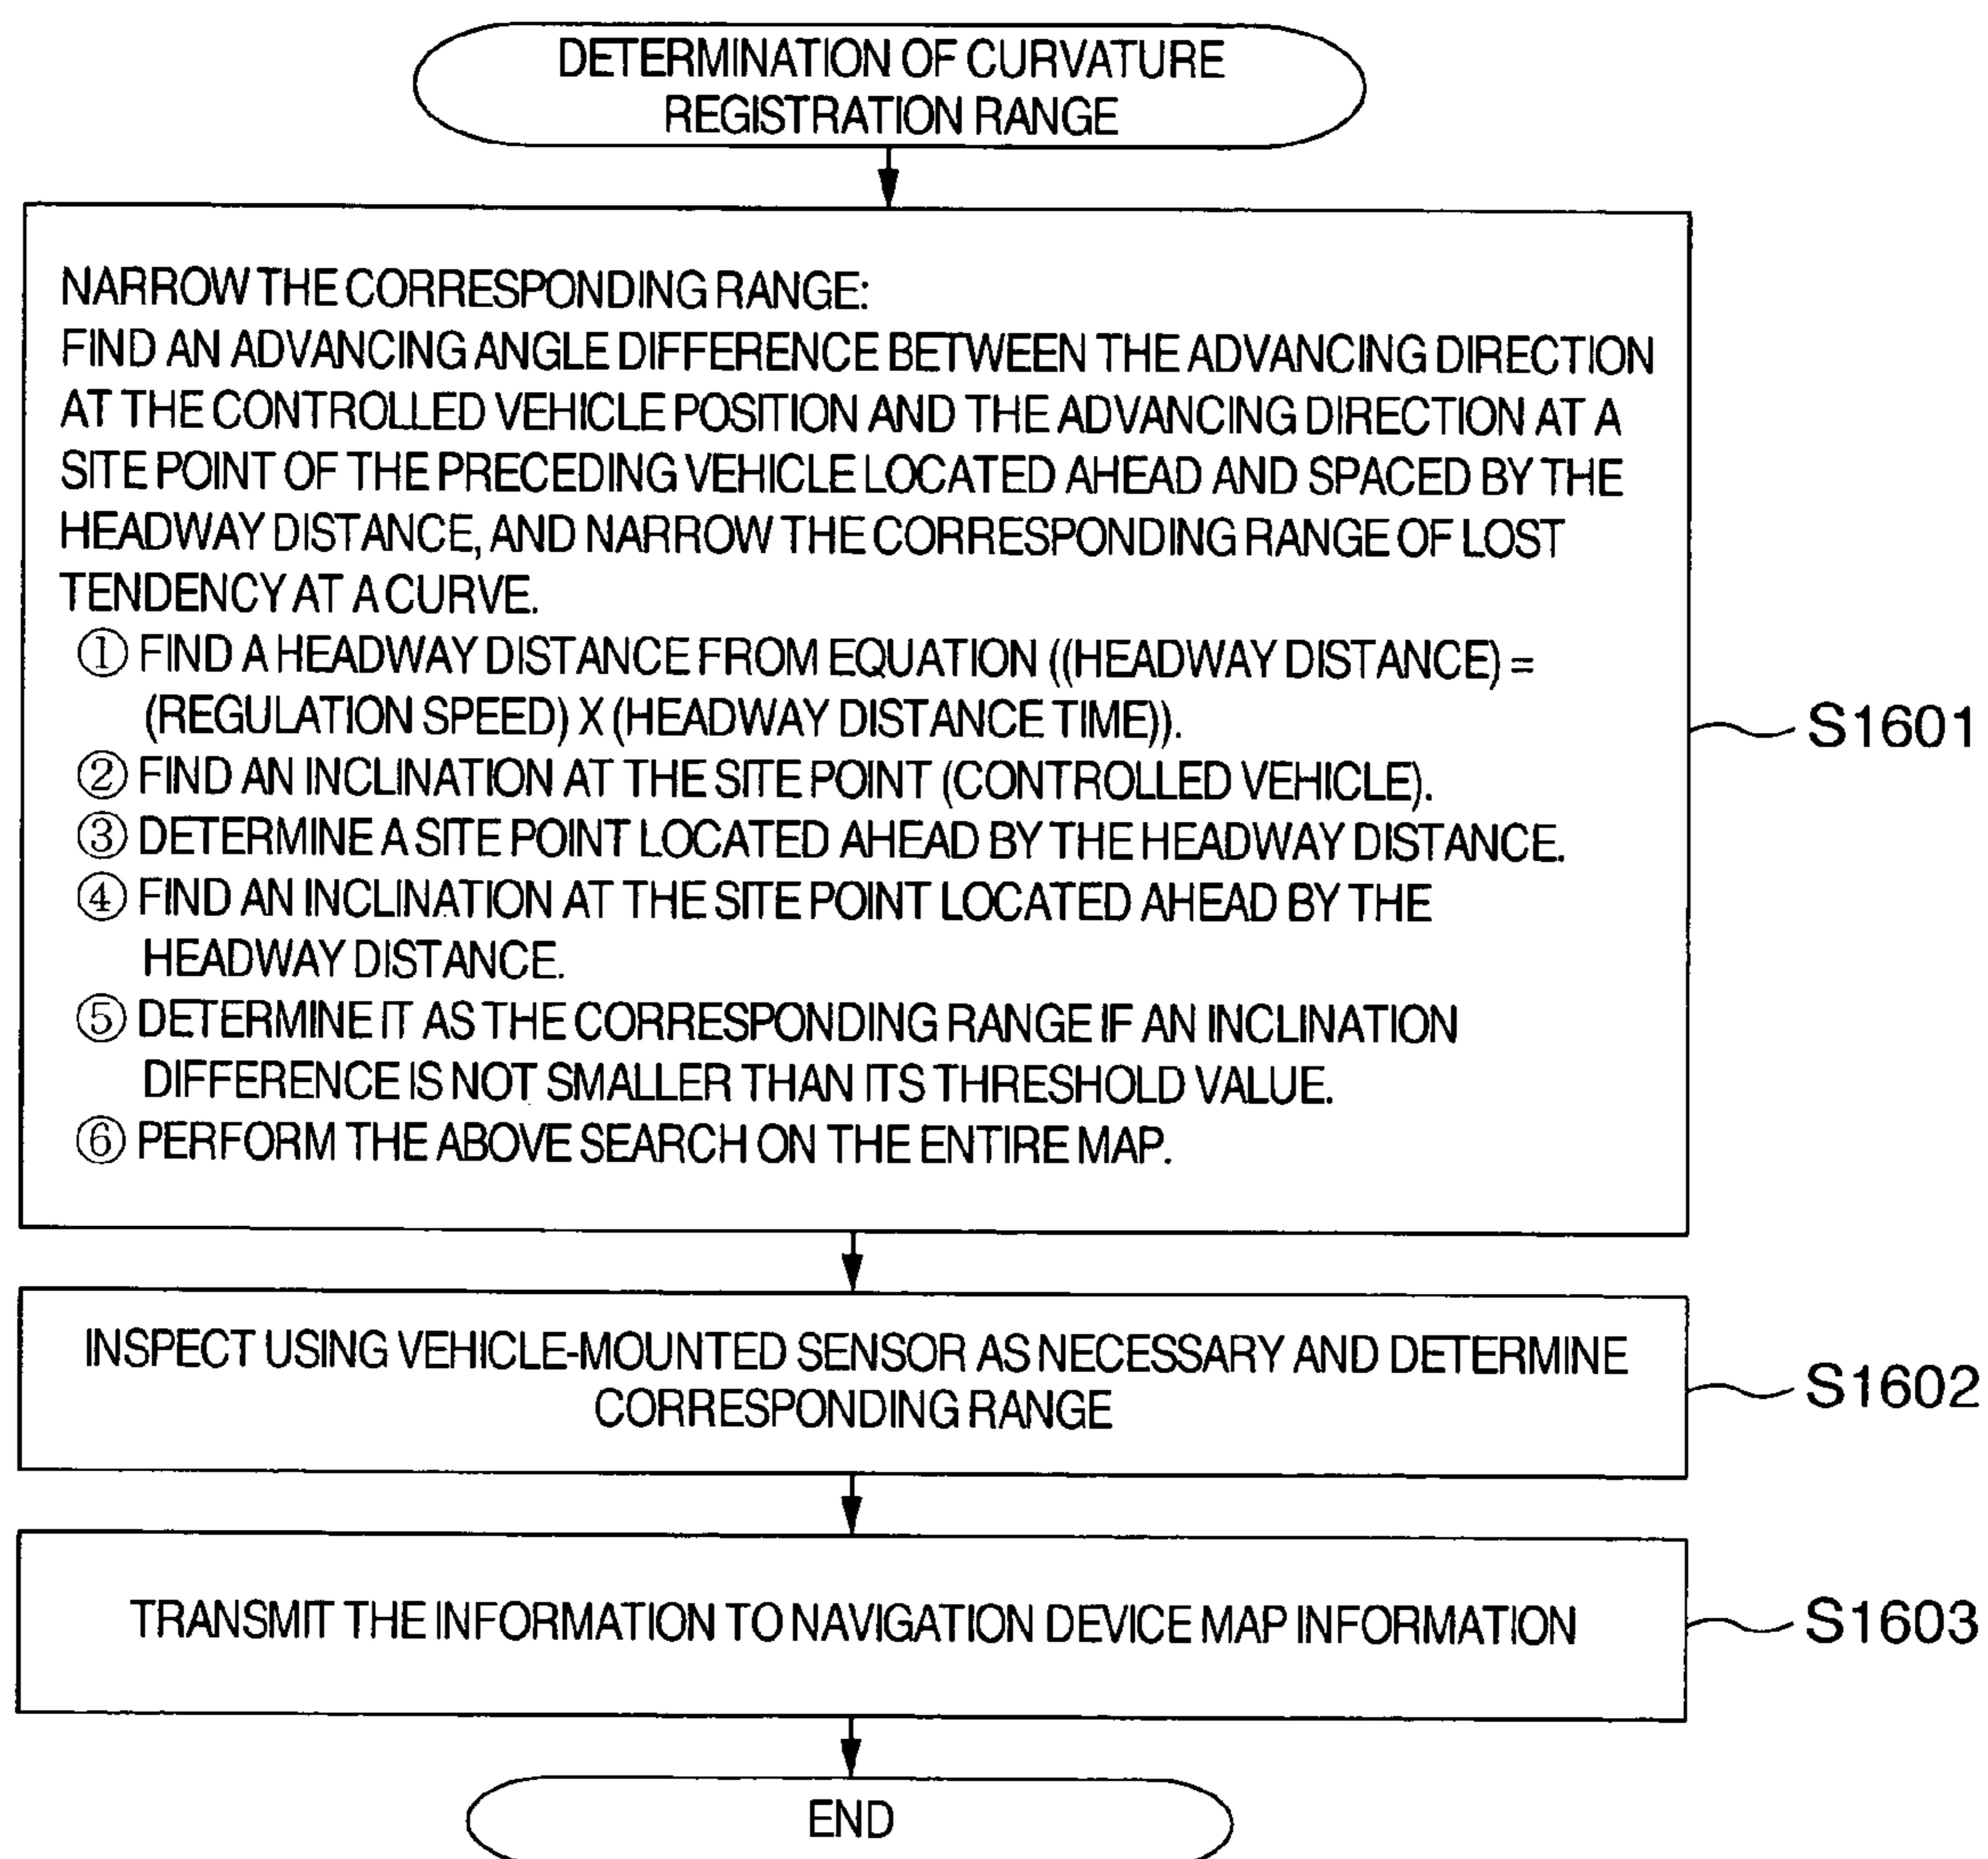 DETERMINATION OF CURVATURE
REGISTRATION RANGE
NARROW THE CORRESPONDING RANGE:
FIND AN ADVANCING ANGLE DIFFERENCE BETWEEN THE ADVANCING DIRECTION
AT THE CONTROLLED VEHICLE POSITION AND THE ADVANCING DIRECTION AT A
SITE POINT OF THE PRECEDING VEHICLE LOCATED AHEAD AND SPACED BY THE
HEADWAY DISTANCE, AND NARROW THE CORRESPONDING RANGE OF LOST
TENDENCY AT A CURVE.
① FIND A HEADWAY DISTANCE FROM EQUATION ((HEADWAY DISTANCE) =
(REGULATION SPEED) X (HEADWAY DISTANCE TIME)).
② FIND AN INCLINATION AT THE SITE POINT (CONTROLLED VEHICLE).
③ DETERMINE A SITE POINT LOCATED AHEAD BY THE HEADWAY DISTANCE.
④ FIND AN INCLINATION AT THE SITE POINT LOCATED AHEAD BY THE
HEADWAY DISTANCE.
⑤ DETERMINE IT AS THE CORRESPONDING RANGE IF AN INCLINATION
DIFFERENCE IS NOT SMALLER THAN ITS THRESHOLD VALUE.
⑥ PERFORM THE ABOVE SEARCH ON THE ENTIRE MAP.
S1601
INSPECT USING VEHICLE-MOUNTED SENSOR AS NECESSARY AND DETERMINE
CORRESPONDING RANGE
S1602
TRANSMIT THE INFORMATION TO NAVIGATION DEVICE MAP INFORMATION
S1603
END